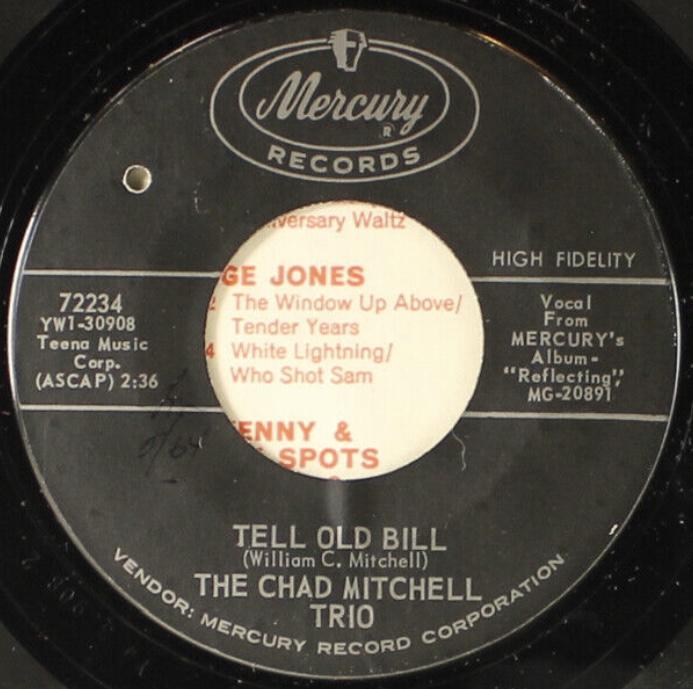 Mercury
®
RECORDS
HIGH FIDELITY
72234
YW1-30908
Teena Music
Corp.
(ASCAP) 2:36
Vocal
From
MERCURY's
Album-
"Reflecting",
MG-20891
versary Waltz
GE JONES
The Window Up Above/
Tender Years
4 White Lightning/
Who Shot Sam
ENNY &
SPOTS
TELL OLD BILL
(William C. Mitchell)
THE CHAD MITCHELL
TRIO
VENDOR: MERCURY RECORD CORPORATION